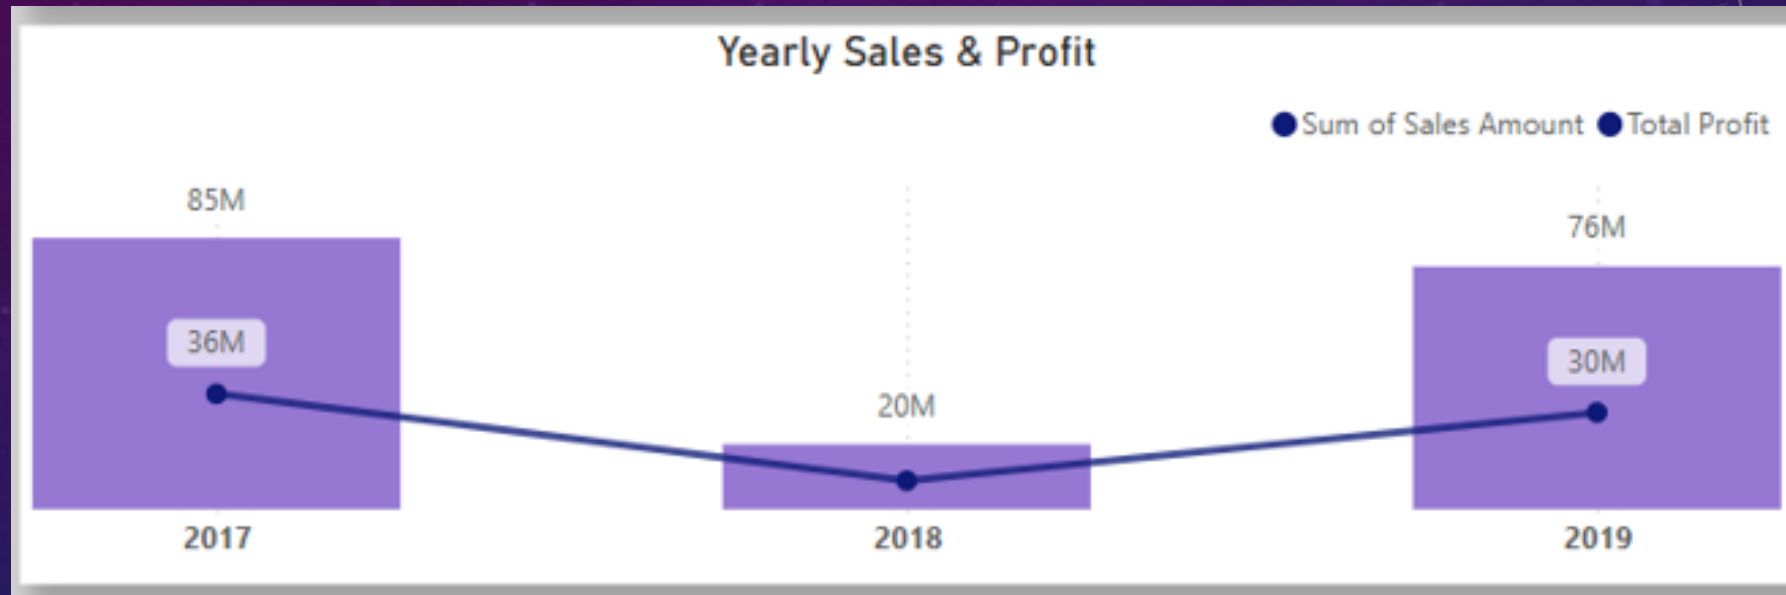 Yearly Sales & Profit
Sum of Sales Amount Total Profit
85M
76M
36M
30M
20M
2017 2018 2019